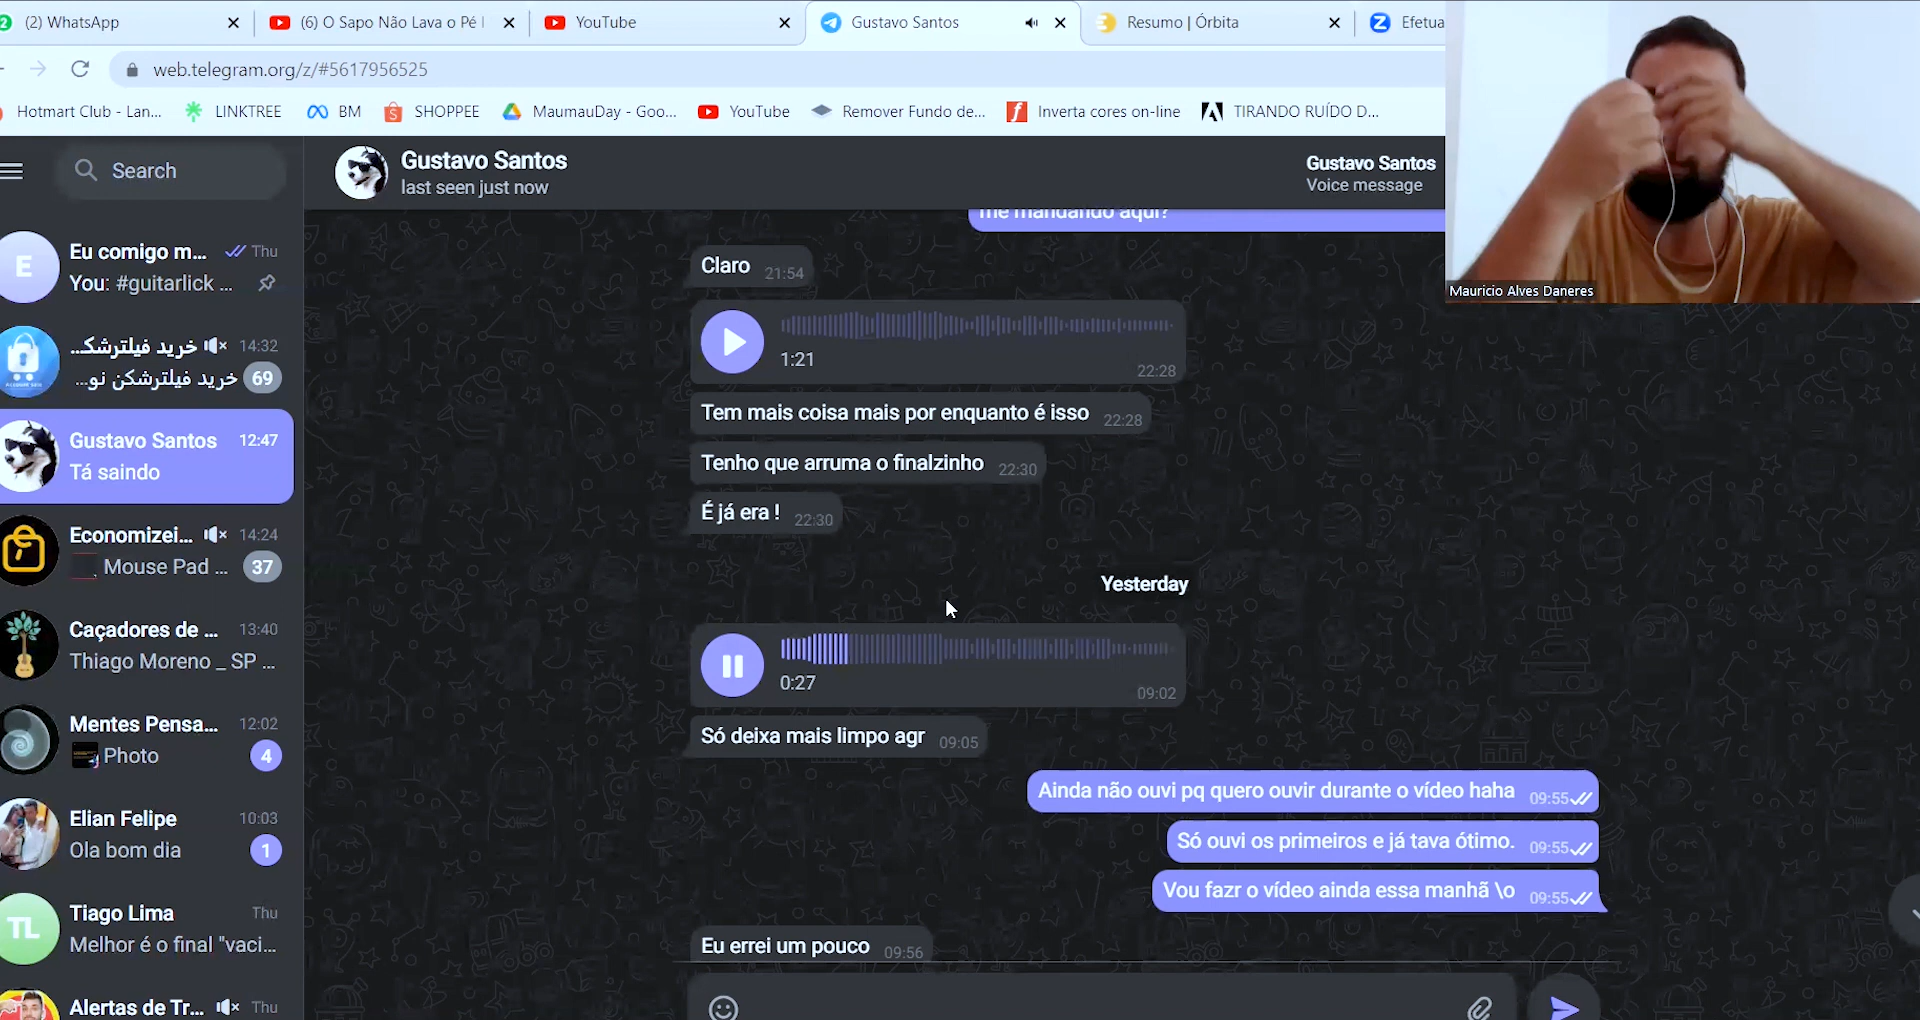 (2) WhatsApp
(6) O Sapo Não Lava o Pé
YouTube
Gustavo Santos
Resumo | Órbita
Efetua
web.telegram.org/z/#5617956525
Hotmart Club - Lan...
LINKTREE
BM
SHOPPEE
MaumauDay - Goo...
YouTube
Remover Fundo de...
Inverta cores on-line
TIRANDO RUÍDO D...
Search
Gustavo Santos
last seen just now
Gustavo Santos
Voice message
Mauricio Alves Daneres
E
Eu comigo m... Thu
You: #guitarlick ...
خرید فیلترشک... 14:32
خرید فیلترشکن نو... 69
ACCOUNT SAZI
Gustavo Santos 12:47
Tá saindo
Economizei... 14:24
Mouse Pad ... 37
Caçadores de ... 13:40
Thiago Moreno _ SP ...
Mentes Pensa... 12:02
Photo 4
Elian Felipe 10:03
Ola bom dia 1
TL
Tiago Lima Thu
Melhor é o final "vaci...
Alertas de Tr... Thu
me mandando aqui?
Claro 21:54
1:21
22:28
Tem mais coisa mais por enquanto é isso 22:28
Tenho que arruma o finalzinho 22:30
É já era ! 22:30
Yesterday
0:27
09:02
Só deixa mais limpo agr 09:05
Ainda não ouvi pq quero ouvir durante o vídeo haha 09:55
Só ouvi os primeiros e já tava ótimo. 09:55
Vou fazr o vídeo ainda essa manhã \o 09:55
Eu errei um pouco 09:56